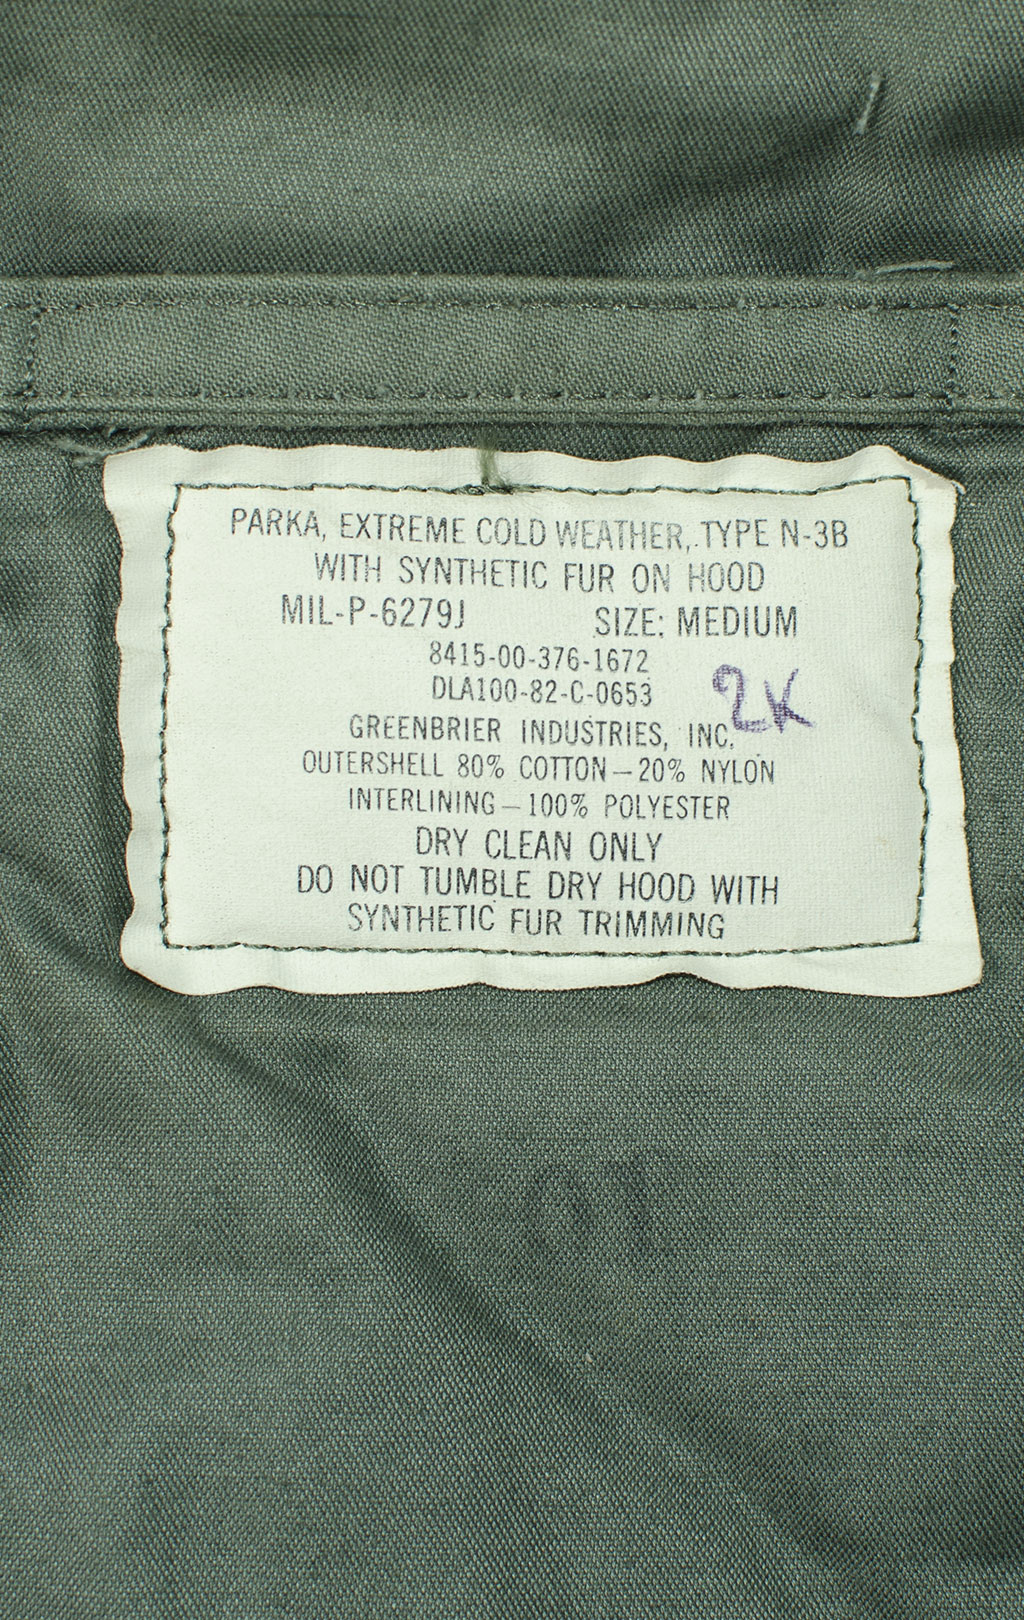 PARKA, EXTREME COLD WEATHER, TYPE N-3B
WITH SYNTHETIC FUR ON HOOD
MIL-P-6279J SIZE: MEDIUM
8415-00-376-1672
DLA100-82-C-0653
2K
GREENBRIER INDUSTRIES, INC.
OUTERSHELL 80% COTTON — 20% NYLON
INTERLINING — 100% POLYESTER
DRY CLEAN ONLY
DO NOT TUMBLE DRY HOOD WITH
SYNTHETIC FUR TRIMMING